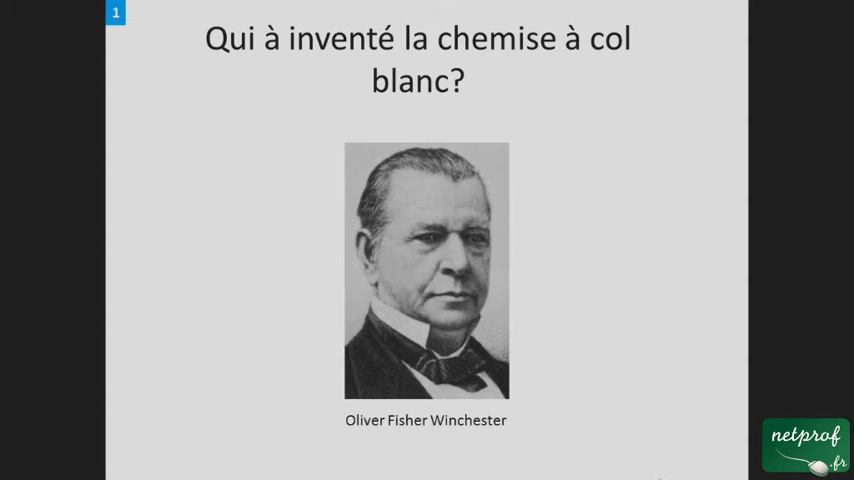 1
Qui à inventé la chemise à col
blanc?
Oliver Fisher Winchester
netprof
.fr